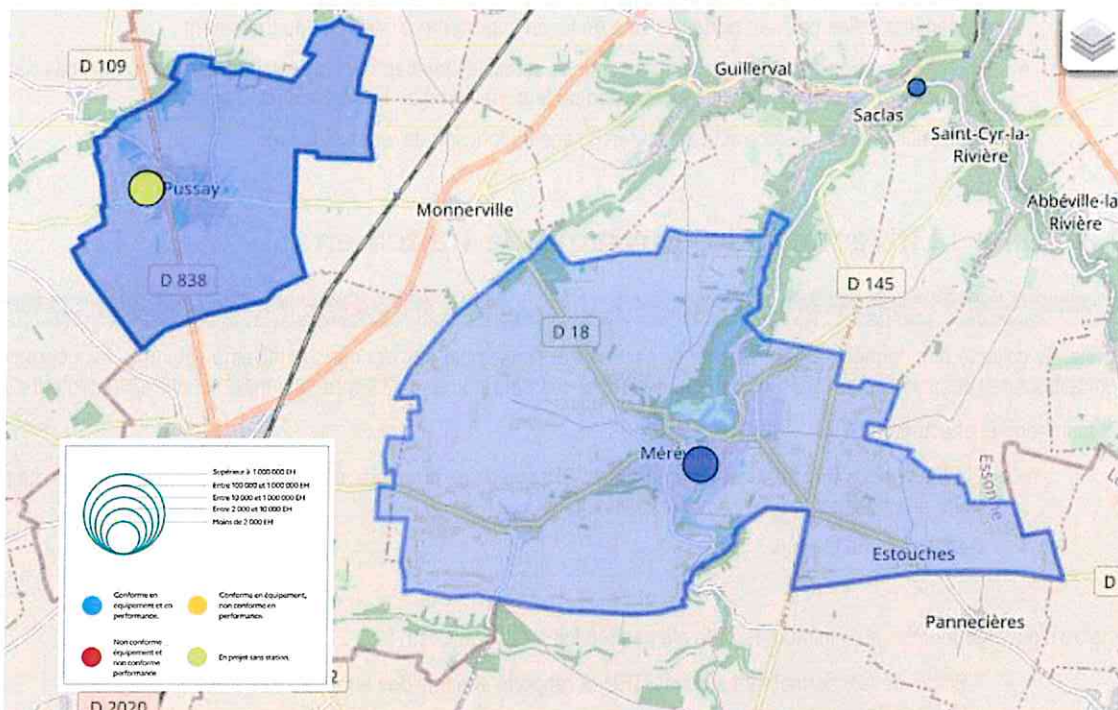 D 109
Guillerval
Saclas
Saint-Cyr-la-
Rivière
Pussay
Monnerville
Abbéville-la-
Rivière
D 838
D 145
D 18
Essonne
Estouches
D
Pannecières
Supérieur à 1 000 000 EH
Entre 100 000 et 1 000 000 EH
Entre 10 000 et 1 000 000 EH
Entre 2 000 et 10 000 EH
Moins de 2 000 EH
Conforme en
équipement et en
performance.
Conforme en équipement,
non conforme en
performance.
Non conforme
équipement et
non conforme
performance
En projet sans station.
D 2020